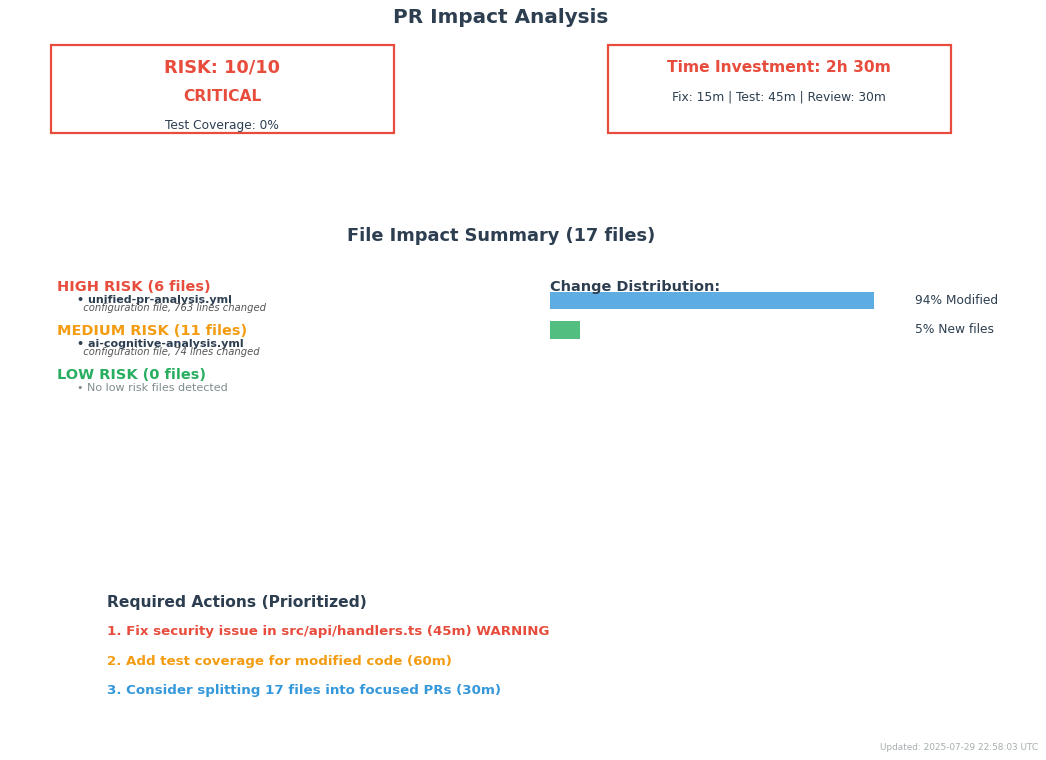 PR Impact Analysis
RISK: 10/10
CRITICAL
Test Coverage: 0%
Time Investment: 2h 30m
Fix: 15m | Test: 45m | Review: 30m
File Impact Summary (17 files)
HIGH RISK (6 files)
• unified-pr-analysis.yml
configuration file, 763 lines changed
MEDIUM RISK (11 files)
• ai-cognitive-analysis.yml
configuration file, 74 lines changed
LOW RISK (0 files)
• No low risk files detected
Change Distribution:
94% Modified
5% New files
Required Actions (Prioritized)
1. Fix security issue in src/api/handlers.ts (45m) WARNING
2. Add test coverage for modified code (60m)
3. Consider splitting 17 files into focused PRs (30m)
Updated: 2025-07-29 22:58:03 UTC